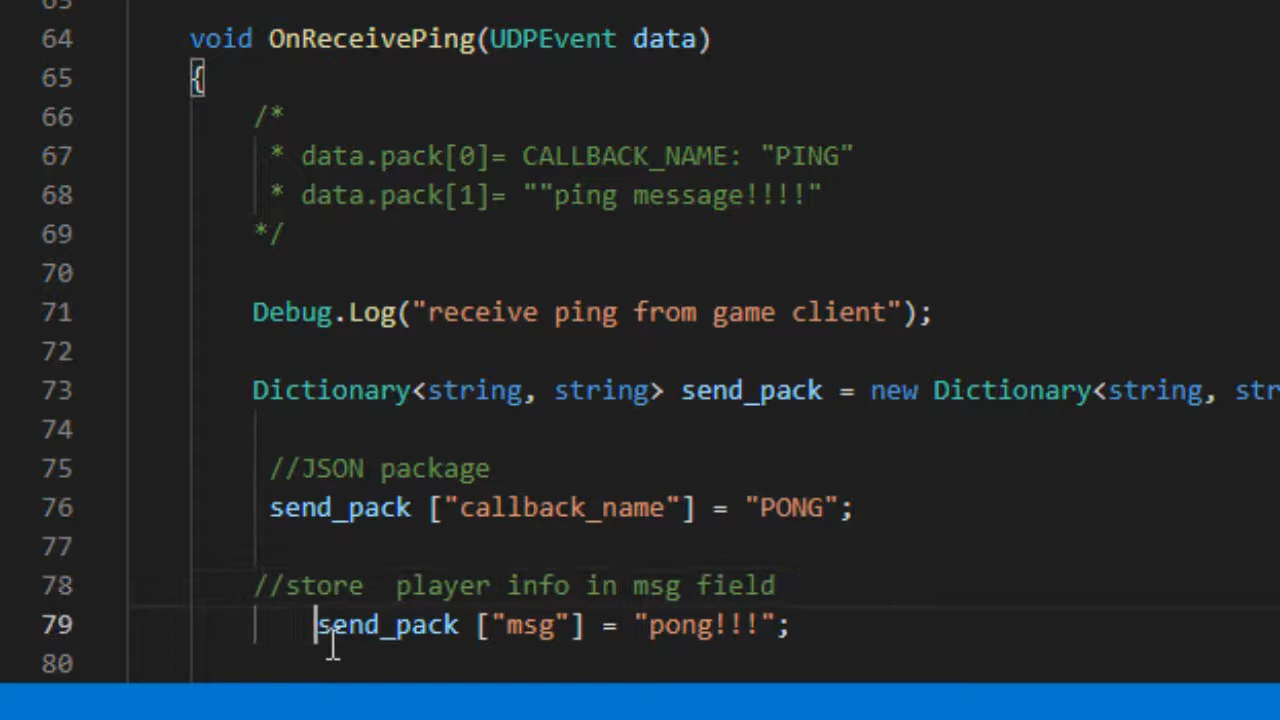 64 void OnReceivePing(UDPEvent data)
65 {
66 /*
67 * data.pack[0]= CALLBACK_NAME: "PING"
68 * data.pack[1]= ""ping message!!!!"
69 */
70
71 Debug.Log("receive ping from game client");
72
73 Dictionary<string, string> send_pack = new Dictionary<string, str
74
75 //JSON package
76 send_pack ["callback_name"] = "PONG";
77
78 //store  player info in msg field
79 send_pack ["msg"] = "pong!!!";
80